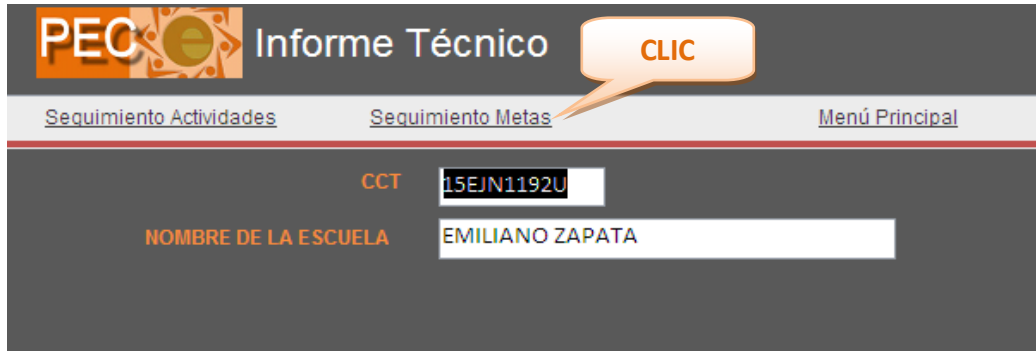 PEC e Informe Técnico
CLIC
Seguimiento Actividades Seguimiento Metas Menú Principal
CCT 15EJN1192U
NOMBRE DE LA ESCUELA EMILIANO ZAPATA